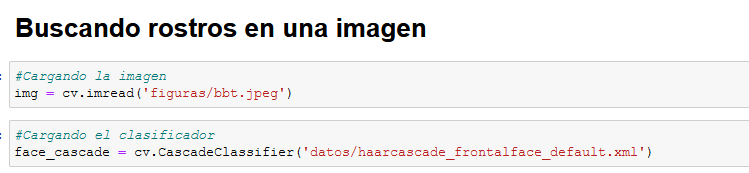 Buscando rostros en una imagen
#Cargando la imagen
img = cv.imread('figuras/bbt.jpeg')
#Cargando el clasificador
face_cascade = cv.CascadeClassifier('datos/haarcascade_frontalface_default.xml')